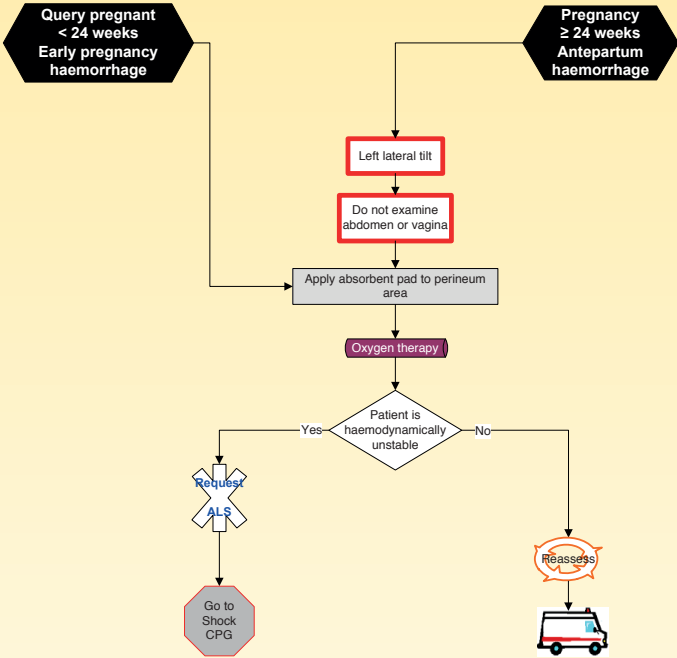 Query pregnant
< 24 weeks
Early pregnancy
haemorrhage
Pregnancy
≥ 24 weeks
Antepartum
haemorrhage
Left lateral tilt
Do not examine
abdomen or vagina
Apply absorbent pad to perineum
area
Oxygen therapy
Patient is
haemodynamically
unstable
Yes
No
Request
ALS
Reassess
Go to
Shock
CPG